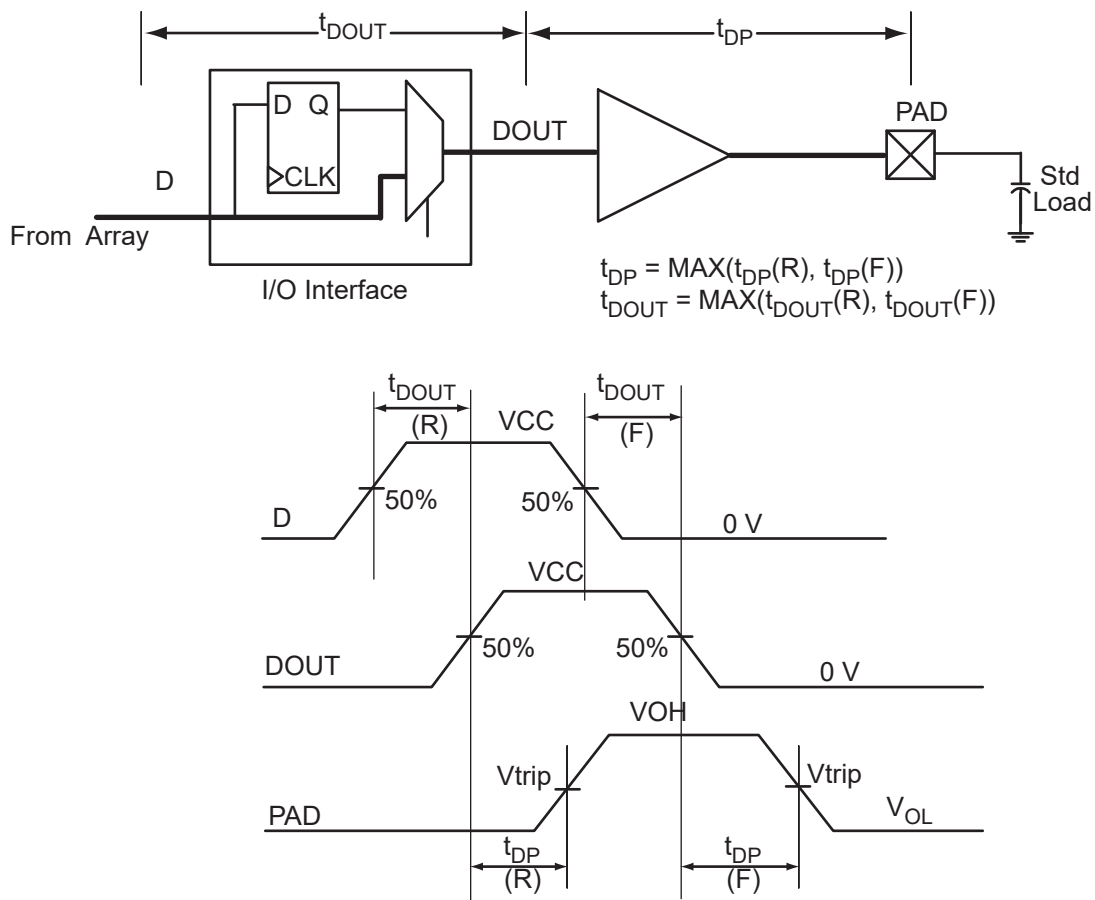 tDOUT
tDP
D Q
CLK
DOUT
PAD
D
From Array
Std
Load
I/O Interface
tDP = MAX(tDP(R), tDP(F))
tDOUT = MAX(tDOUT(R), tDOUT(F))
tDOUT
(R)
tDOUT
(F)
VCC
50%
50%
D
0 V
VCC
50%
50%
DOUT
0 V
VOH
Vtrip
Vtrip
PAD
VOL
tDP
(R)
tDP
(F)